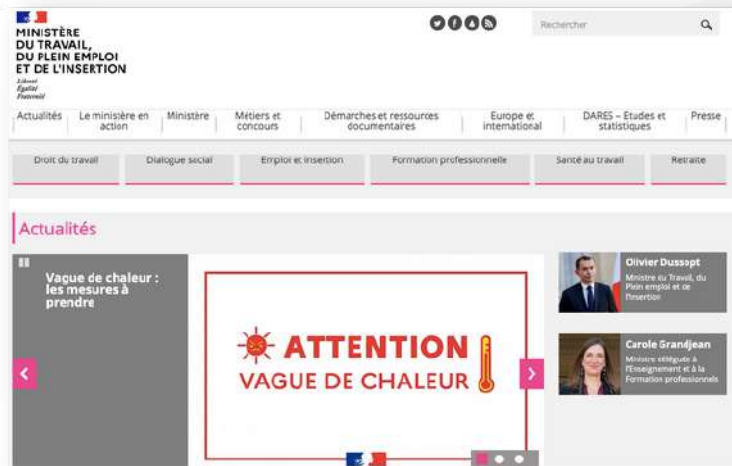 MINISTÈRE
DU TRAVAIL,
DU PLEIN EMPLOI
ET DE L'INSERTION
Liberté
Égalité
Fraternité
Rechercher
Actualités
Le ministère en
action
Ministère
Métiers et
concours
Démarches et ressources
documentaires
Europe et
international
DARES – Etudes et
statistiques
Presse
Droit du travail
Dialogue social
Emploi et insertion
Formation professionnelle
Santé au travail
Retraite
Actualités
Vague de chaleur :
les mesures à
prendre
ATTENTION
VAGUE DE CHALEUR
Olivier Dussopt
Ministre du Travail, du
Plein emploi et de
l'Insertion
Carole Grandjean
Ministre déléguée à
l'Enseignement et à la
Formation professionnels